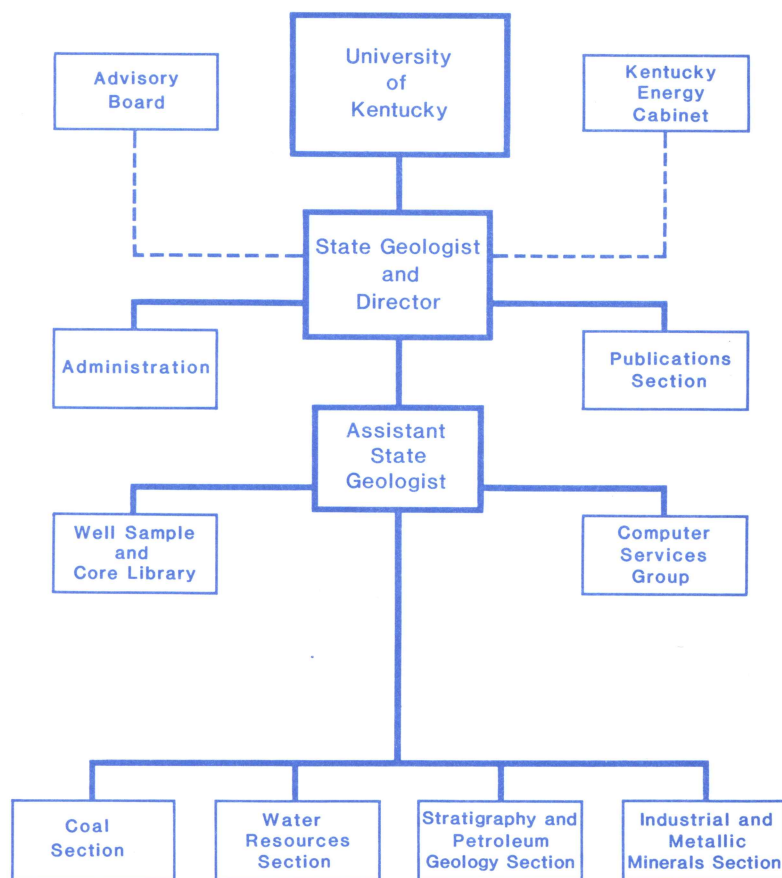 University
of
Kentucky
Advisory
Board
Kentucky
Energy
Cabinet
State Geologist
and
Director
Administration
Publications
Section
Assistant
State
Geologist
Well Sample
and
Core Library
Computer
Services
Group
Coal
Section
Water
Resources
Section
Stratigraphy and
Petroleum
Geology Section
Industrial and
Metallic
Minerals Section